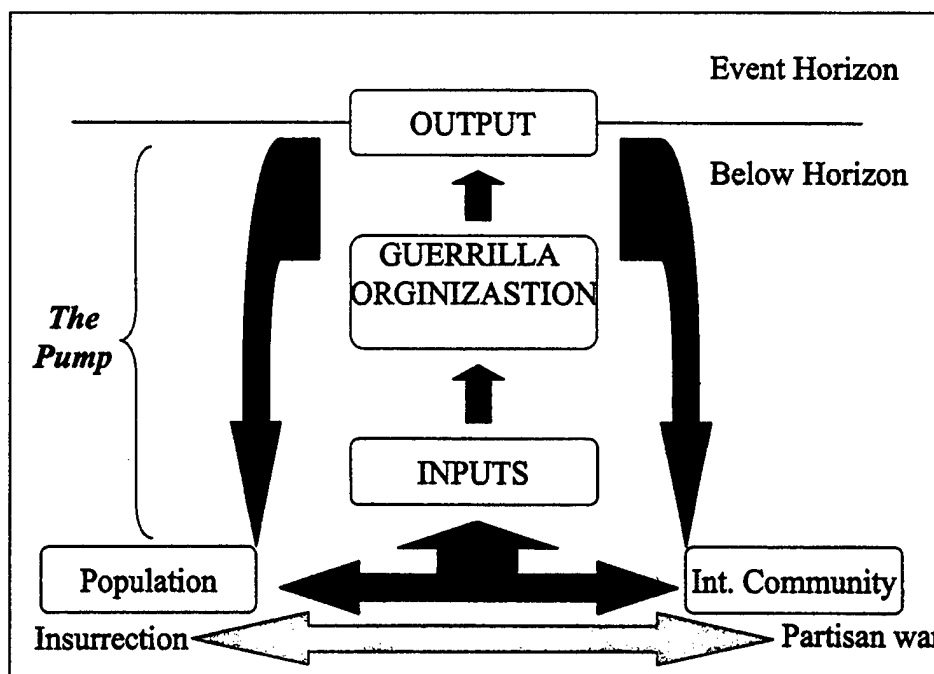 Event Horizon
OUTPUT
Below Horizon
GUERRILLA
ORGINIZASTION
The
Pump
INPUTS
Population
Int. Community
Insurrection
Partisan war